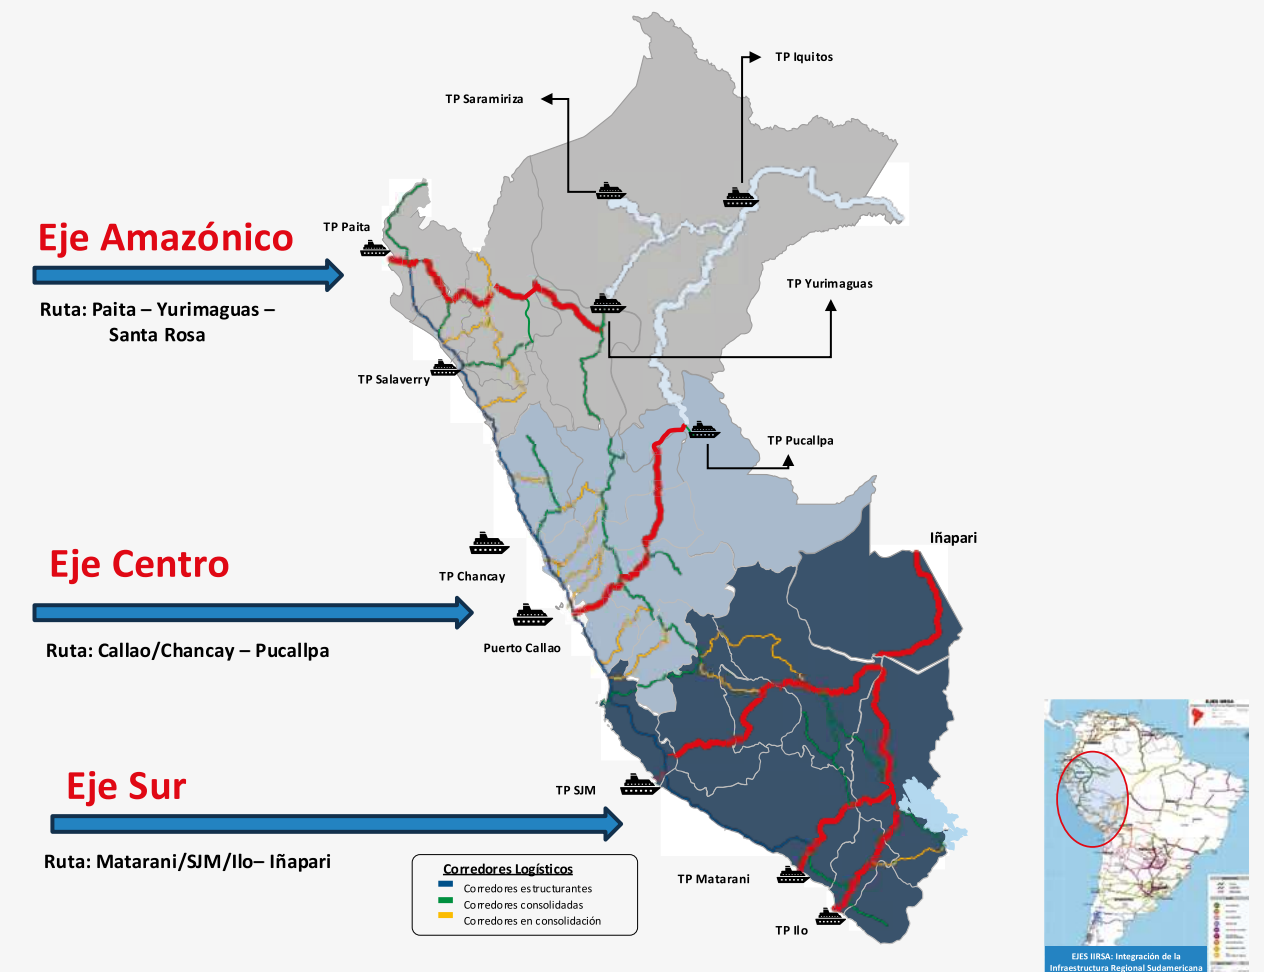 TP Iquitos
TP Saramiriza
Eje Amazónico
TP Paita
Ruta: Paita – Yurimaguas –
Santa Rosa
TP Yurimaguas
TP Salaverry
TP Pucallpa
Iñapari
Eje Centro
TP Chancay
Ruta: Callao/Chancay – Pucallpa
Puerto Callao
Eje Sur
TP SJM
Ruta: Matarani/SJM/Ilo– Iñapari
Corredores Logísticos
Corredores estructurantes
Corredores consolidadas
Corredores en consolidación
TP Matarani
TP Ilo
EJES IIRSA
EJES IIRSA: Integración de la
Infraestructura Regional Sudamericana